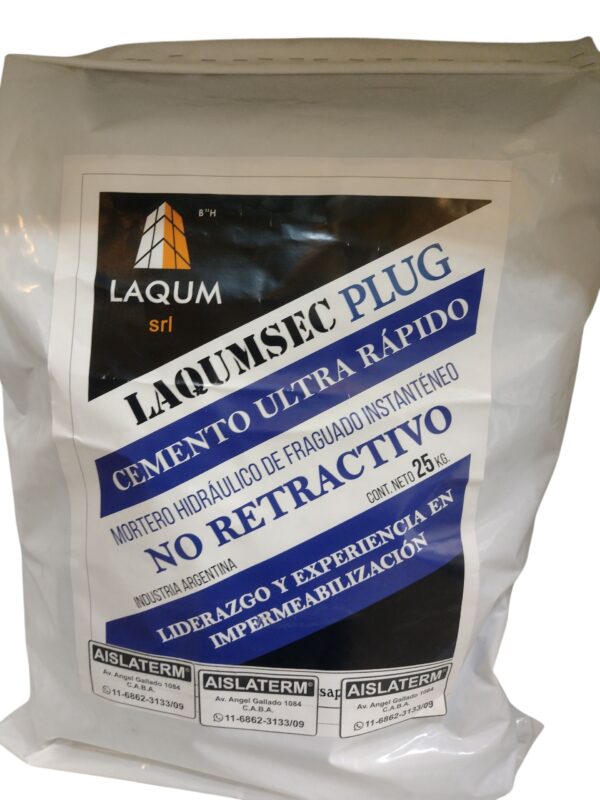 B"H
LAQUM
srl
LAQUMSEC PLUG
CEMENTO ULTRA RÁPIDO
MORTERO HIDRÁULICO DE FRAGUADO INSTANTÉNEO
NO RETRACTIVO
CONT. NETO 25 KG.
INDUSTRIA ARGENTINA
LIDERAZGO Y EXPERIENCIA EN
IMPERMEABILIZACIÓN
AISLATERM®
Av. Angel Gallado 1084
C.A.B.A.
11-6862-3133/09
AISLATERM®
Av. Angel Gallado 1084
C.A.B.A.
11-6862-3133/09
AISLATERM®
Av. Angel Gallado 1084
C.A.B.A.
11-6862-3133/09